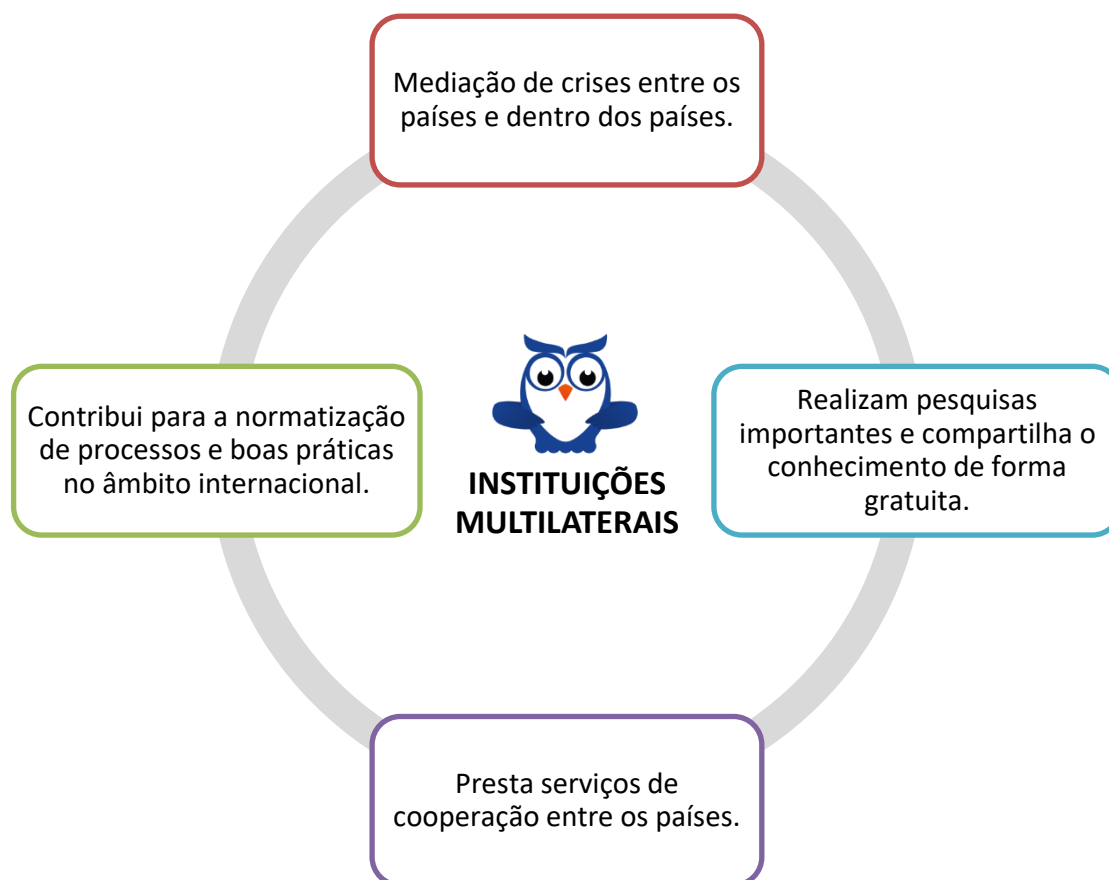 Mediação de crises entre os
países e dentro dos países.
Contribui para a normatização
de processos e boas práticas
no âmbito internacional.
INSTITUIÇÕES
MULTILATERAIS
Realizam pesquisas
importantes e compartilha o
conhecimento de forma
gratuita.
Presta serviços de
cooperação entre os países.